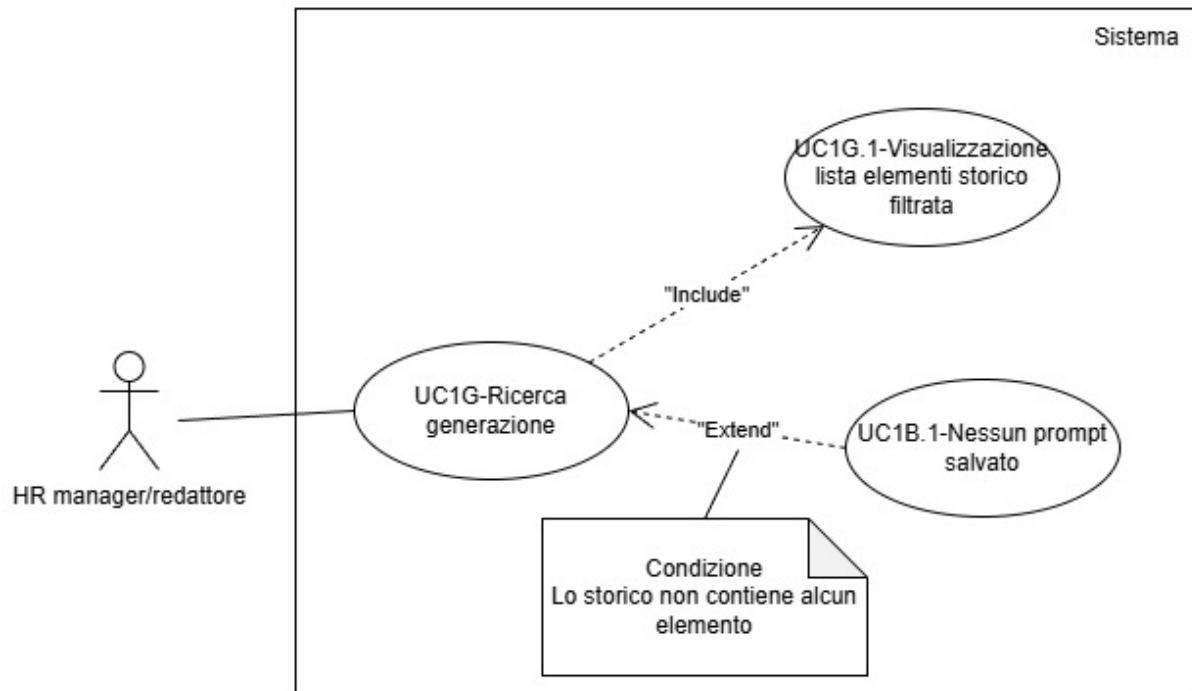 Sistema
UC1G.1-Visualizzazione
lista elementi storico
filtrata
"Include"
UC1G-Ricerca
generazione
"Extend"
UC1B.1-Nessun prompt
salvato
HR manager/redattore
Condizione
Lo storico non contiene alcun
elemento